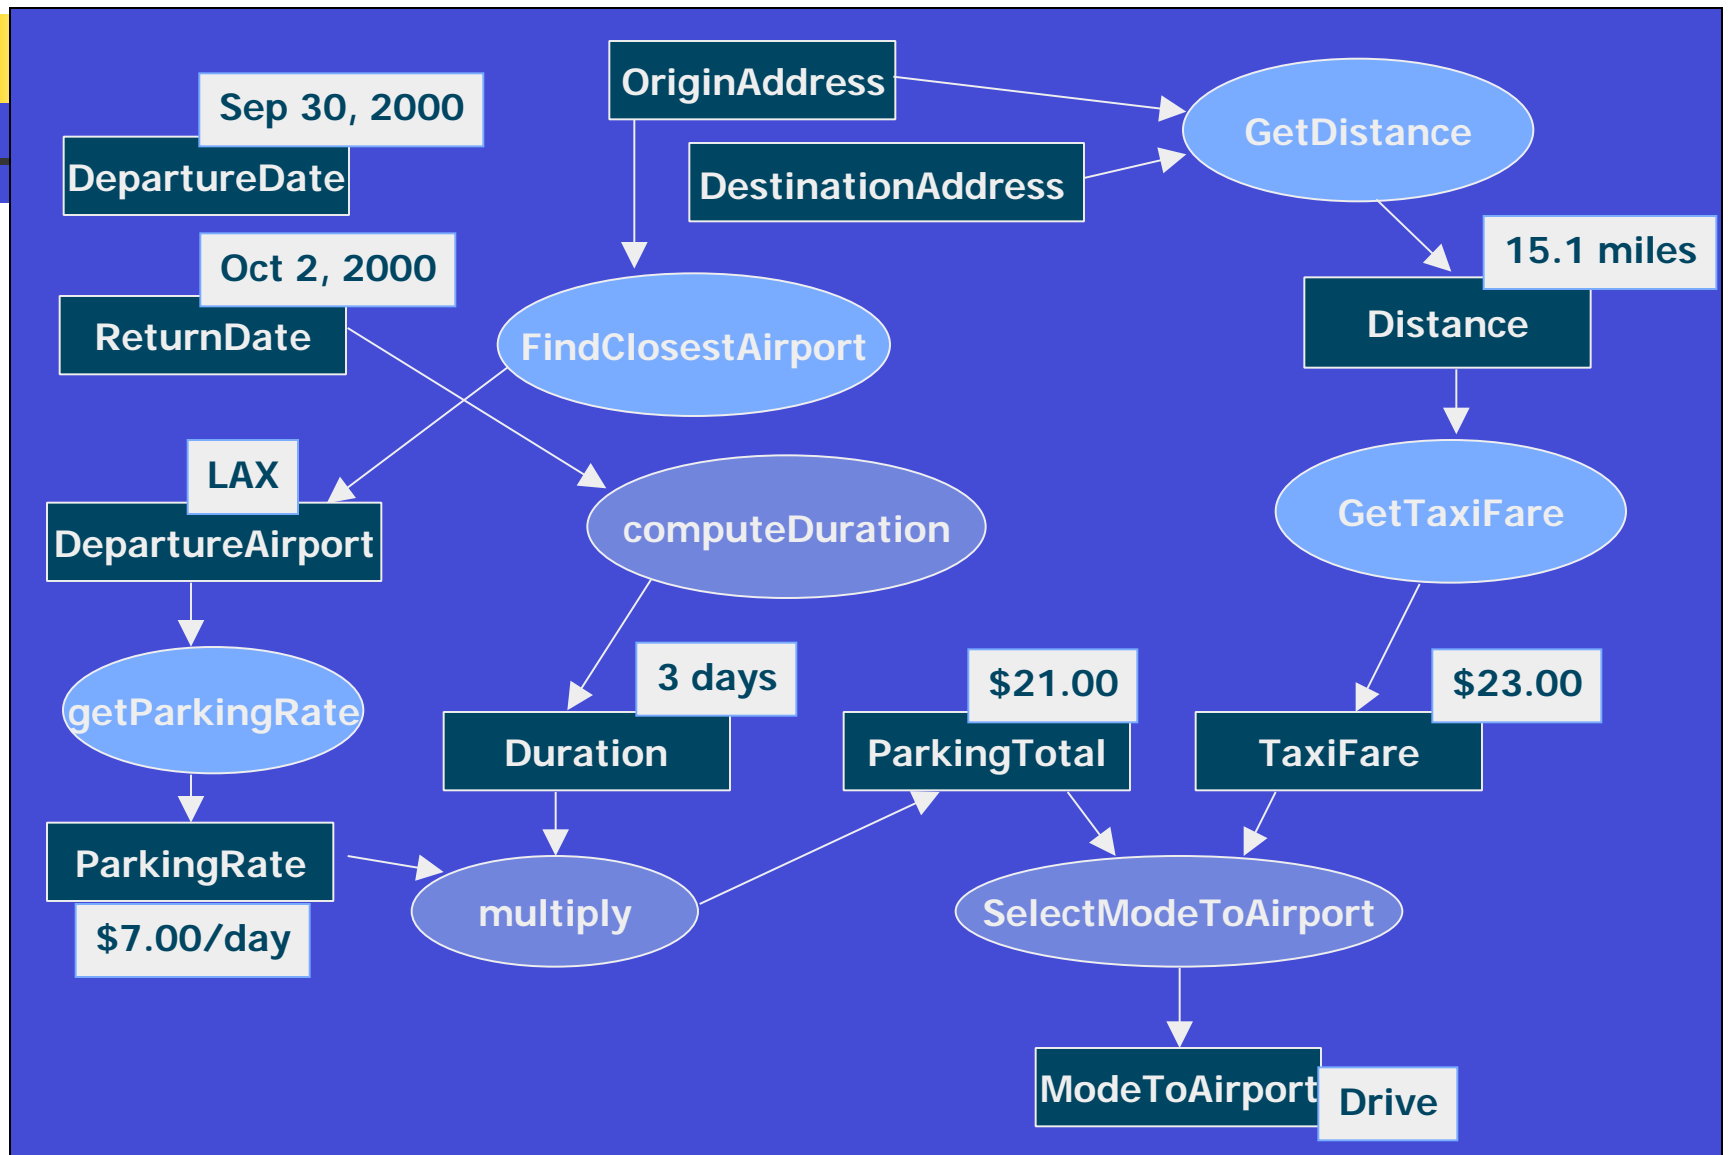 OriginAddress
Sep 30, 2000
GetDistance
DepartureDate
DestinationAddress
15.1 miles
Oct 2, 2000
Distance
ReturnDate
FindClosestAirport
LAX
GetTaxiFare
computeDuration
DepartureAirport
3 days
$21.00
$23.00
getParkingRate
Duration
ParkingTotal
TaxiFare
ParkingRate
multiply
SelectModeToAirport
$7.00/day
ModeToAirport
Drive